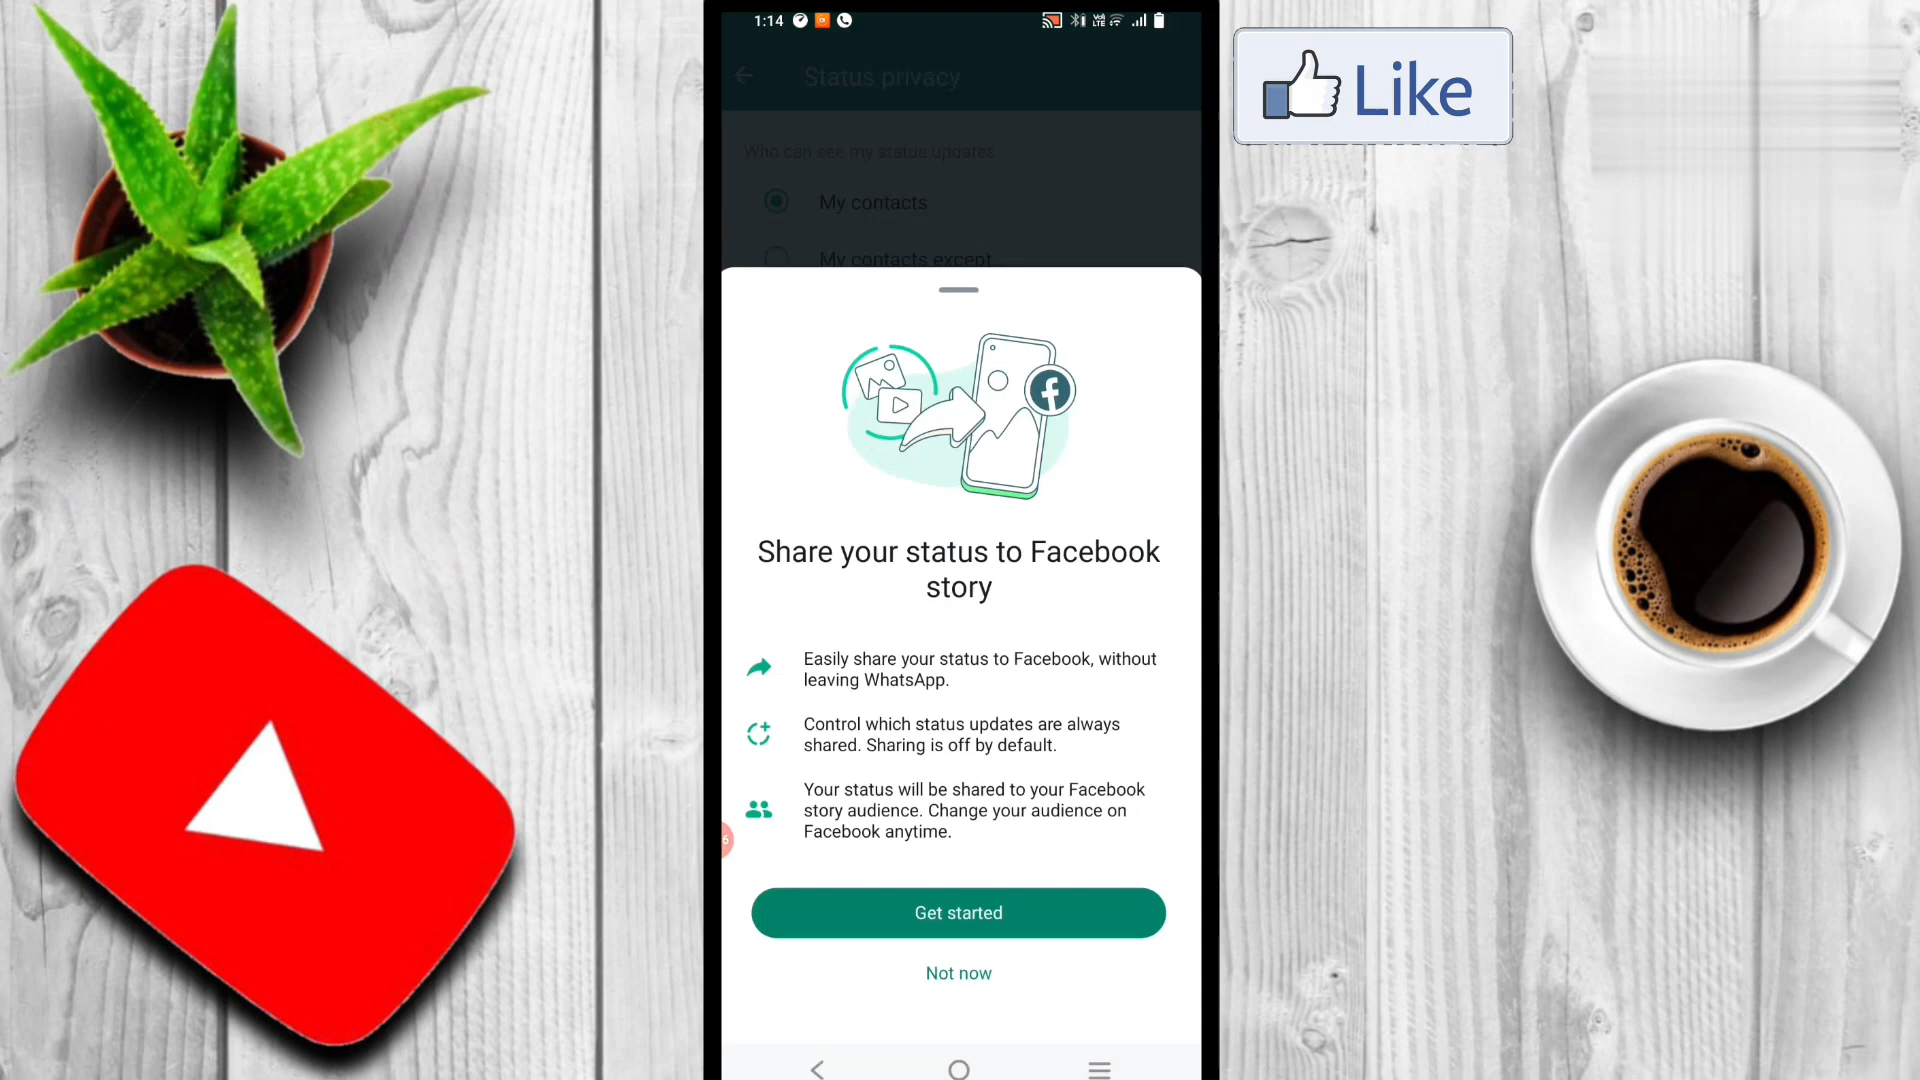 1:14
Status privacy
Who can see my status updates
My contacts
My contacts except...
Share your status to Facebook
story
Easily share your status to Facebook, without
leaving WhatsApp.
Control which status updates are always
shared. Sharing is off by default.
Your status will be shared to your Facebook
story audience. Change your audience on
Facebook anytime.
Get started
Not now
Like